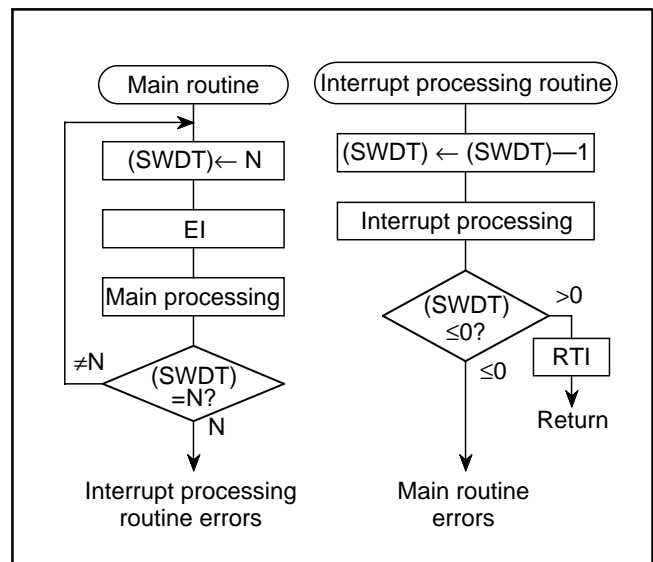 Main routine
(SWDT)← N
EI
Main processing
≠N
(SWDT)
=N?
N
Interrupt processing
routine errors
Interrupt processing routine
(SWDT) ← (SWDT)—1
Interrupt processing
(SWDT)
≤0?
>0
RTI
Return
≤0
Main routine
errors